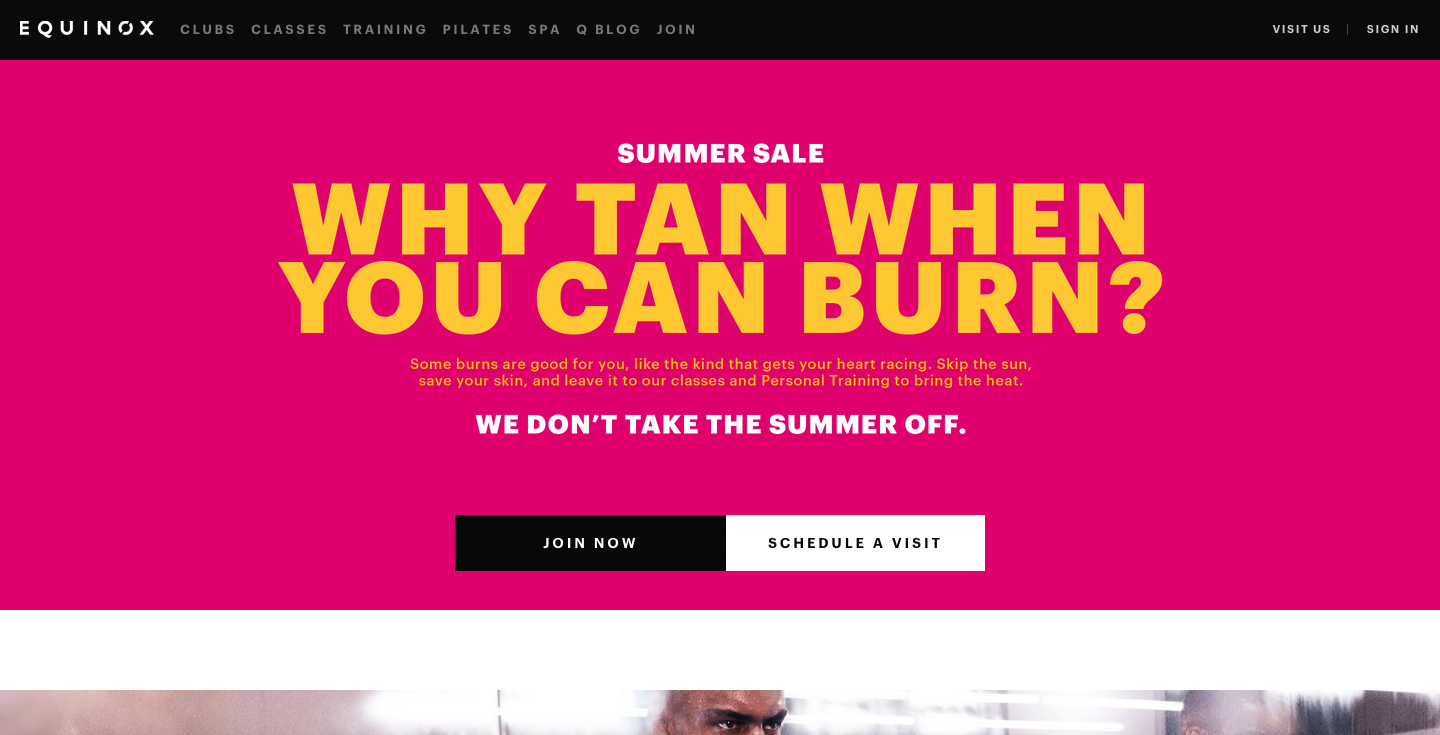 EQUINOX CLUBS CLASSES TRAINING PILATES SPA Q BLOG JOIN VISIT US SIGN IN
SUMMER SALE
WHY TAN WHEN
YOU CAN BURN?
Some burns are good for you, like the kind that gets your heart racing. Skip the sun,
save your skin, and leave it to our classes and Personal Training to bring the heat.
WE DON’T TAKE THE SUMMER OFF.
JOIN NOW SCHEDULE A VISIT